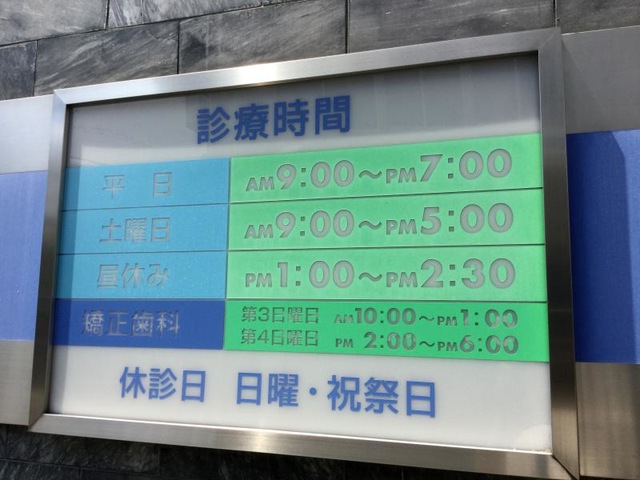 診療時間
平 日 AM9:00～PM7:00
土曜日 AM9:00～PM5:00
昼休み PM1:00～PM2:30
矯正歯科 第3日曜日 AM10:00～PM1:00
第4日曜日 PM 2:00～PM6:00
休診日 日曜・祝祭日